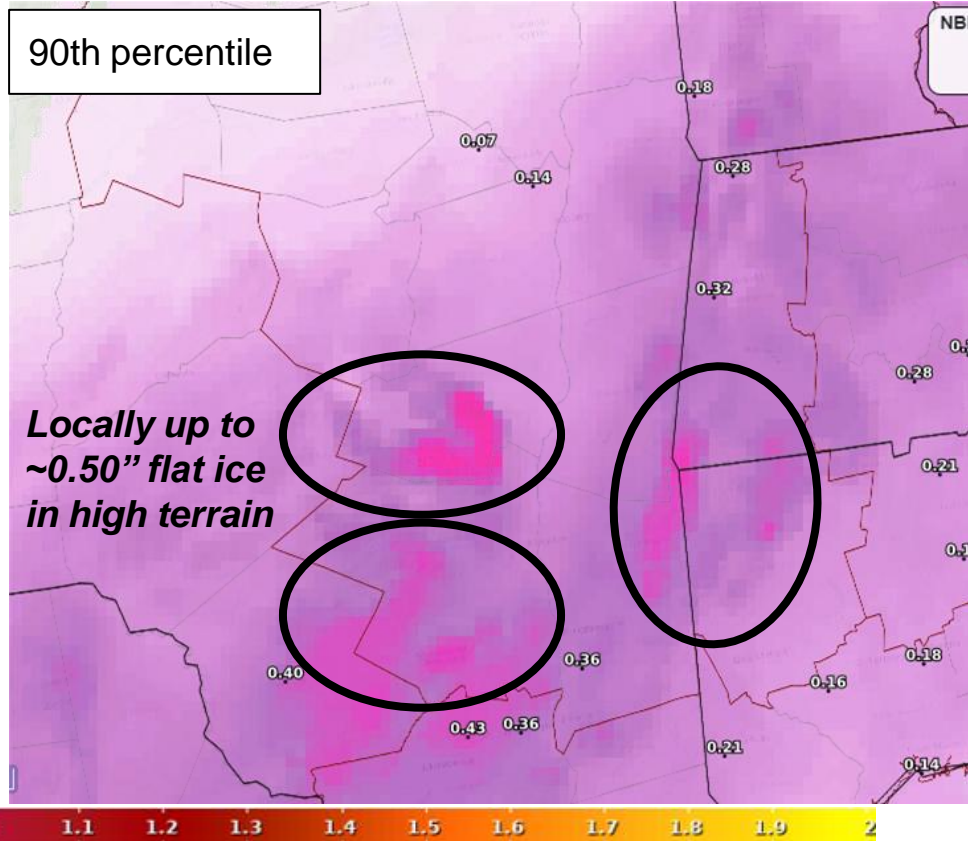 90th percentile
NB
0.18
0.07
0.28
0.14
0.32
0.28
Locally up to
~0.50” flat ice
in high terrain
0.21
0.40
0.36
0.18
0.16
0.43
0.36
0.21
0.14
1.1 1.2 1.3 1.4 1.5 1.6 1.7 1.8 1.9 2